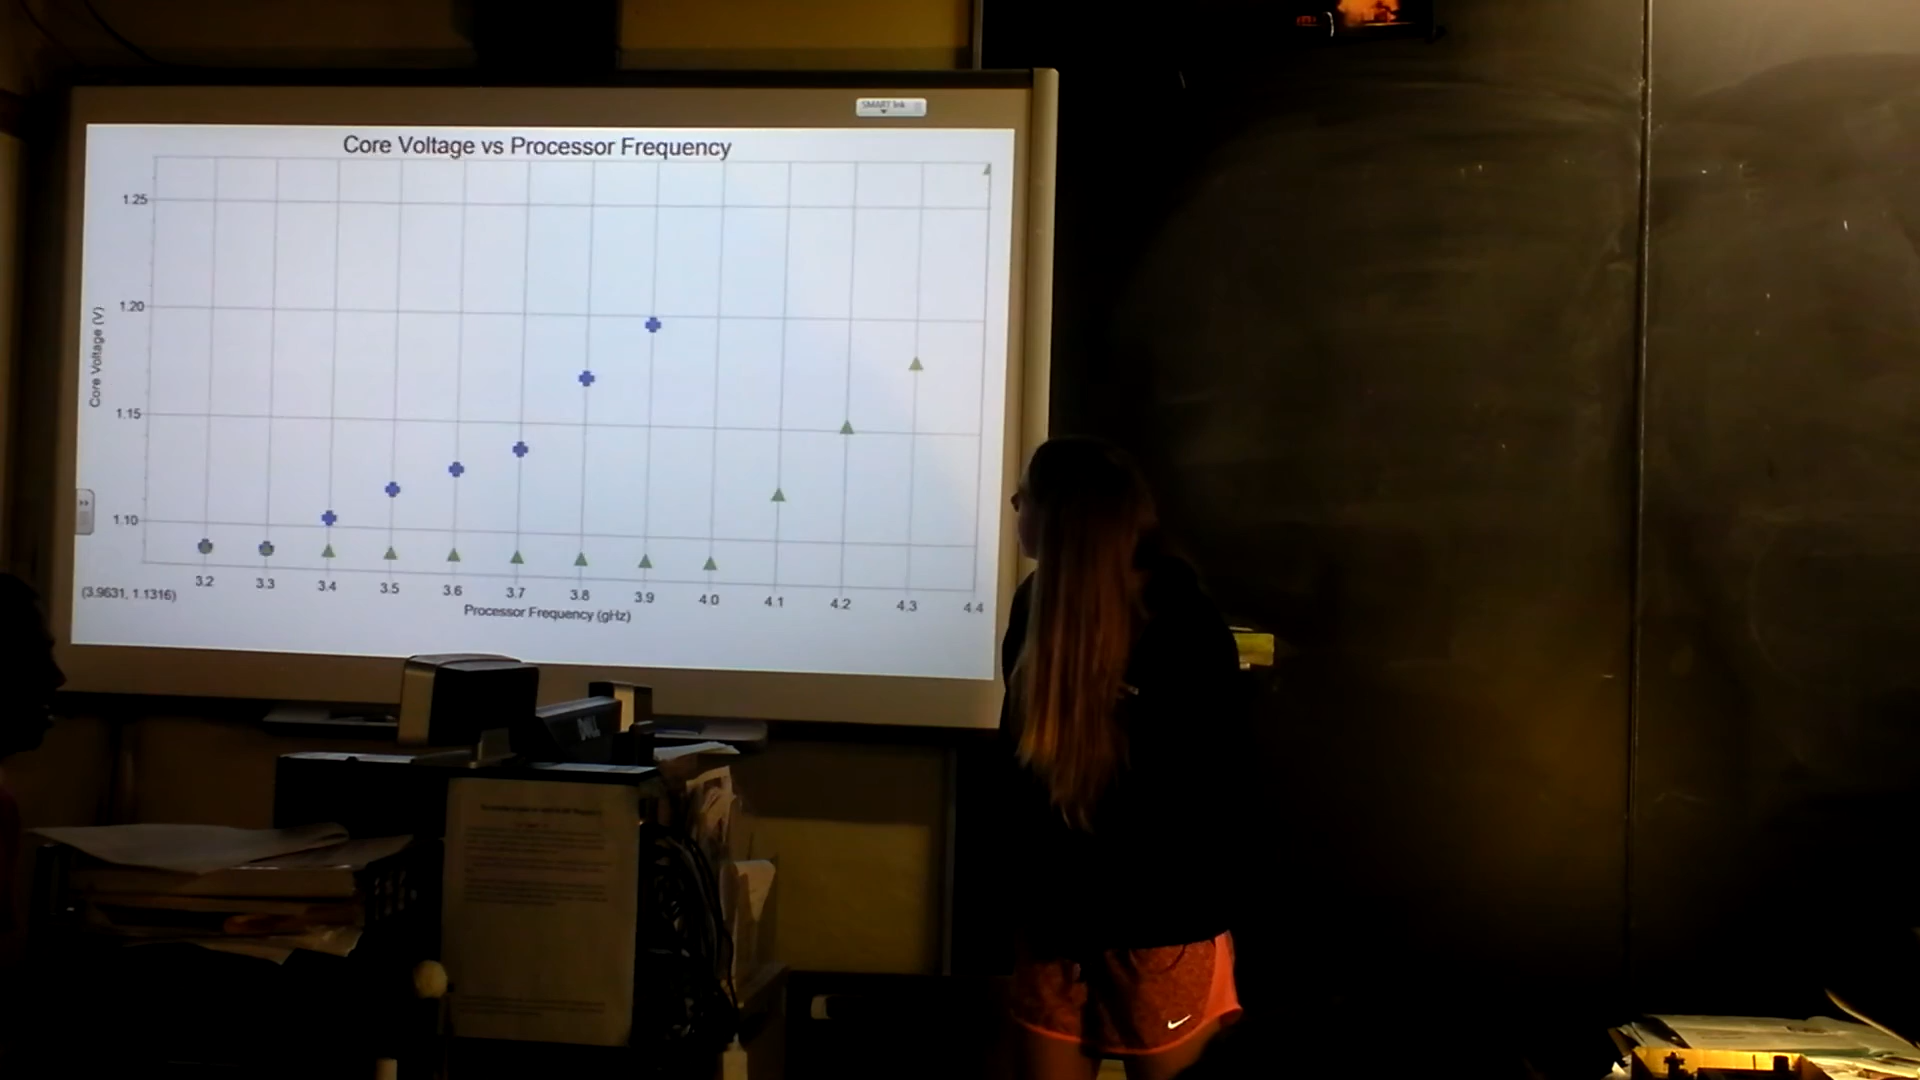 SMART Ink
Core Voltage vs Processor Frequency
1.25
1.20
1.15
1.10
Core Voltage (V)
3.2 3.3 3.4 3.5 3.6 3.7 3.8 3.9 4.0 4.1 4.2 4.3 4.4
(3.9631, 1.1316)
Processor Frequency (gHz)
DELL